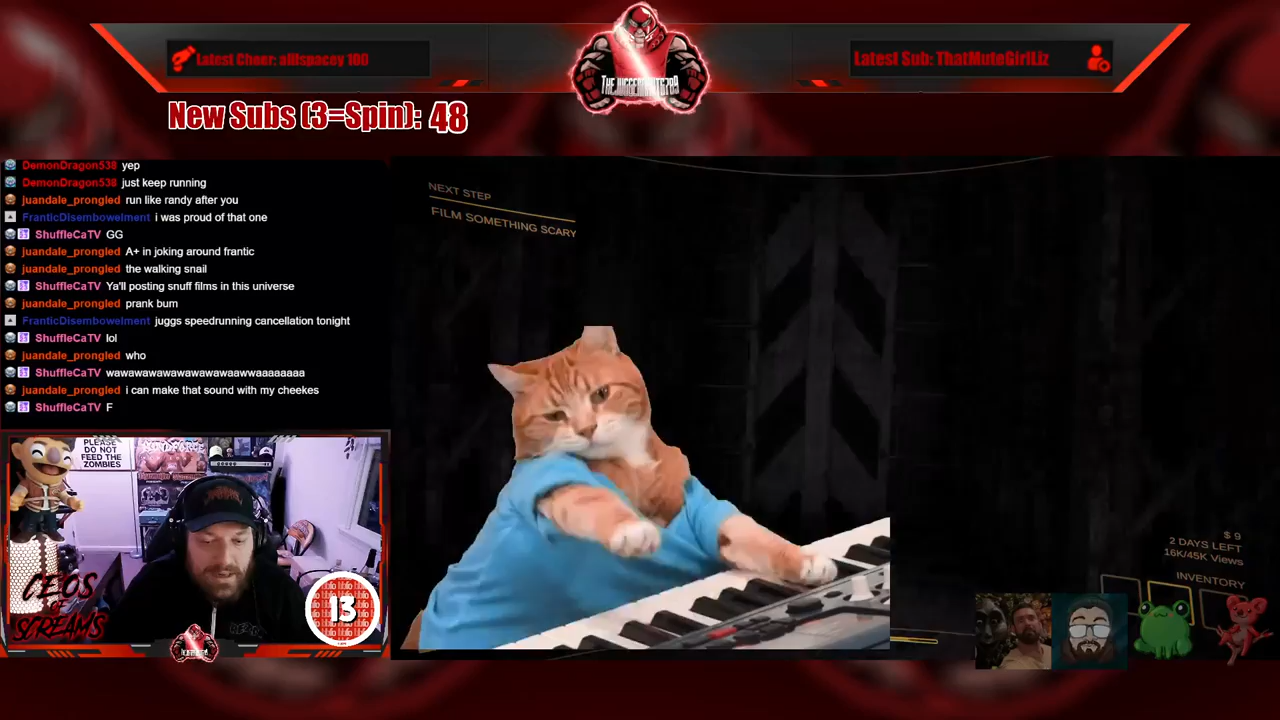 Latest Cheer: allispacey 100
THEJUGGERNAUT6789
Latest Sub: ThatMuteGirlLiz
New Subs (3=Spin): 48
DemonDragon538 yep
DemonDragon538 just keep running
juandale_prongled run like randy after you
FranticDisembowelment i was proud of that one
ShuffleCaTV GG
juandale_prongled A+ in joking around frantic
juandale_prongled the walking snail
ShuffleCaTV Ya'll posting snuff films in this universe
juandale_prongled prank bum
FranticDisembowelment juggs speedrunning cancellation tonight
ShuffleCaTV lol
juandale_prongled who
ShuffleCaTV wawawawawawawawaawwaaaaaaa
juandale_prongled i can make that sound with my cheekes
ShuffleCaTV F
NEXT STEP
FILM SOMETHING SCARY
PLEASE
DO NOT
FEED THE
ZOMBIES
CEOS
OF
SCREAMS
13
$ 9
2 DAYS LEFT
16K/45K Views
INVENTORY